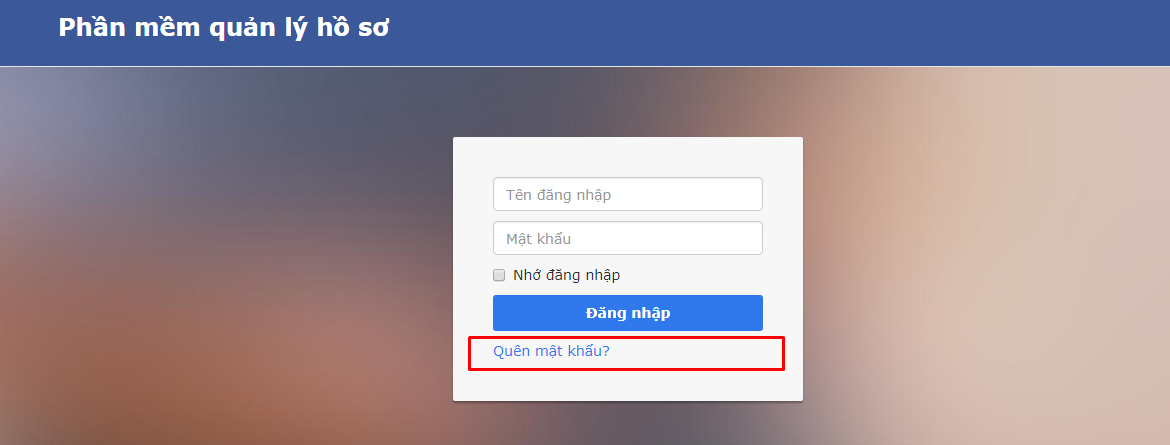 Phần mềm quản lý hồ sơ
Tên đăng nhập
Mật khẩu
Nhớ đăng nhập
Đăng nhập
Quên mật khẩu?